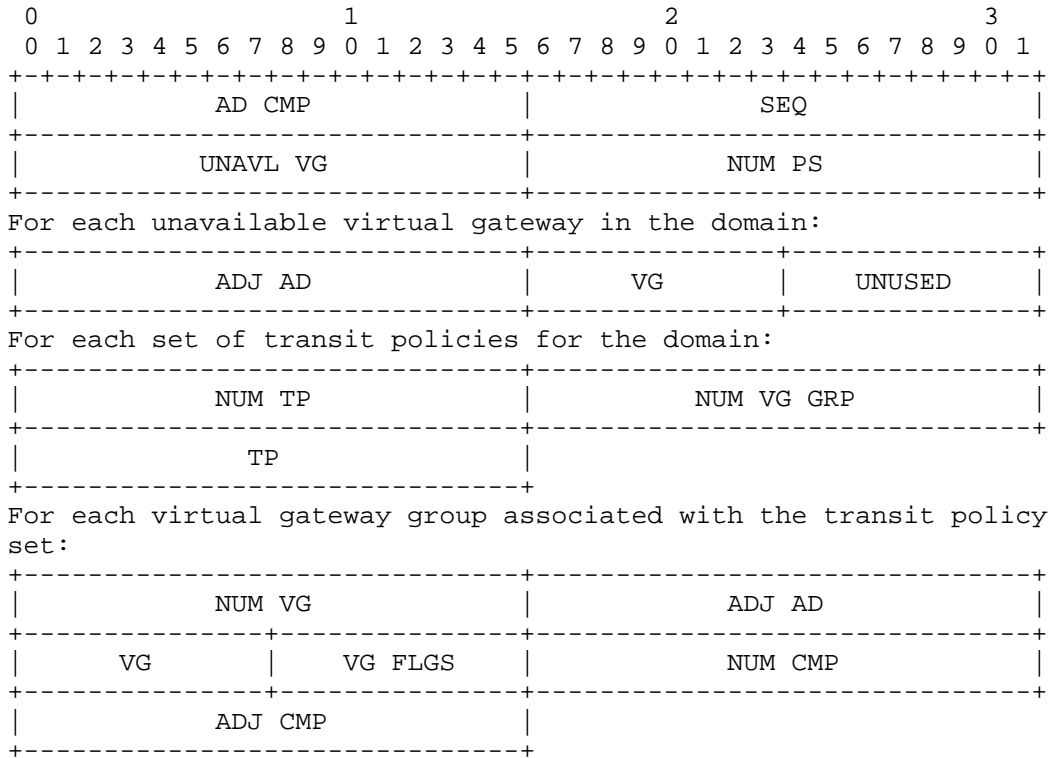 0                   1                   2                   3
 0 1 2 3 4 5 6 7 8 9 0 1 2 3 4 5 6 7 8 9 0 1 2 3 4 5 6 7 8 9 0 1
+-+-+-+-+-+-+-+-+-+-+-+-+-+-+-+-+-+-+-+-+-+-+-+-+-+-+-+-+-+-+-+-+
|            AD CMP             |              SEQ              |
+-------------------------------+-------------------------------+
|           UNAVL VG            |            NUM PS             |
+-------------------------------+-------------------------------+
For each unavailable virtual gateway in the domain:
+-------------------------------+---------------+---------------+
|            ADJ AD             |      VG       |    UNUSED     |
+-------------------------------+---------------+---------------+
For each set of transit policies for the domain:
+-------------------------------+-------------------------------+
|            NUM TP             |          NUM VG GRP           |
+-------------------------------+-------------------------------+
|              TP               |
+-------------------------------+
For each virtual gateway group associated with the transit policy
set:
+-------------------------------+-------------------------------+
|            NUM VG             |            ADJ AD             |
+---------------+---------------+-------------------------------+
|      VG       |    VG FLGS    |            NUM CMP            |
+---------------+---------------+-------------------------------+
|            ADJ CMP            |
+-------------------------------+